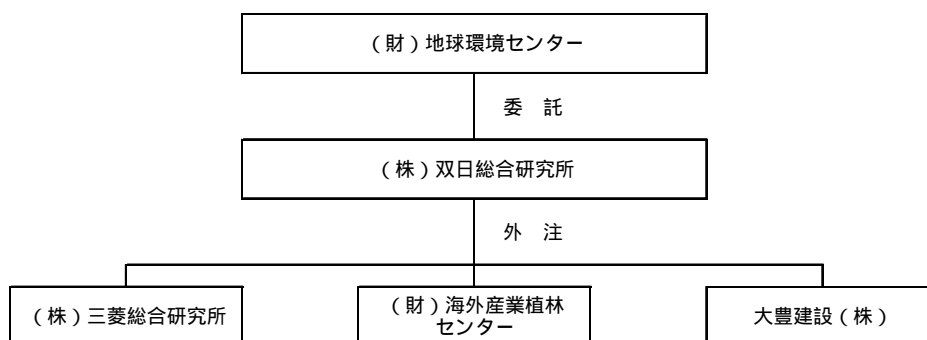 （財）地球環境センター
委　託
（株）双日総合研究所
外　注
（株）三菱総合研究所
（財）海外産業植林
センター
大豊建設（株）